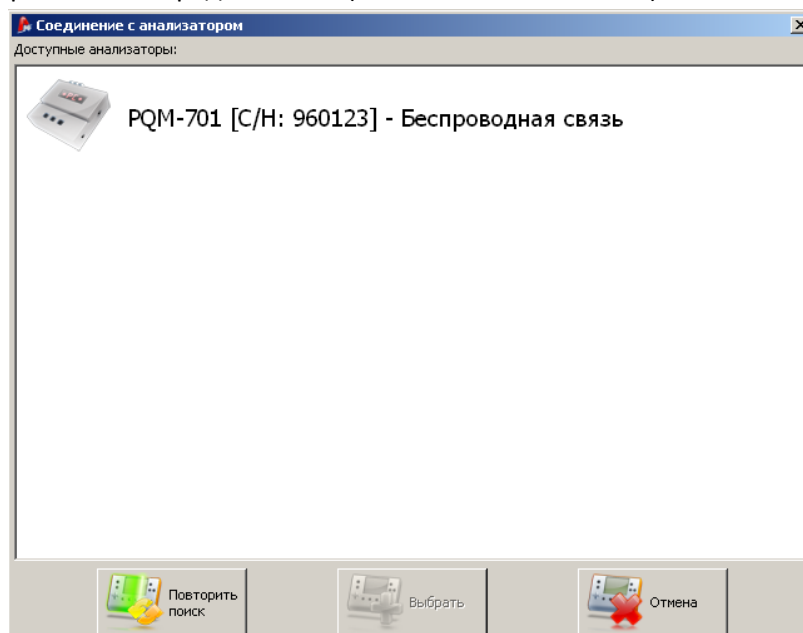 Соединение с анализатором
Доступные анализаторы:
PQM-701 [С/Н: 960123] - Беспроводная связь
Повторить
поиск
Выбрать
Отмена